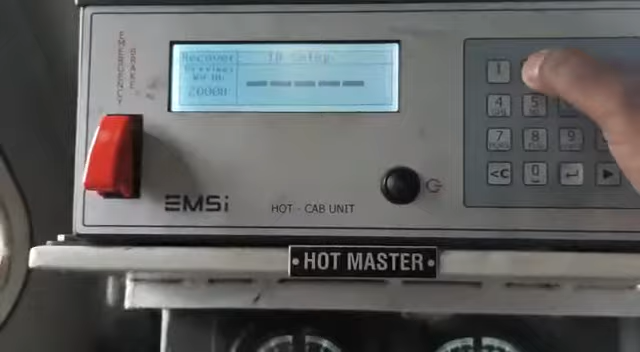 EMERGENCY
BRAKE
Recover
ID Setup
Previous
20000
1
4
5
7
8
9
<C
0
EMSi
HOT - CAB UNIT
•HOT MASTER•